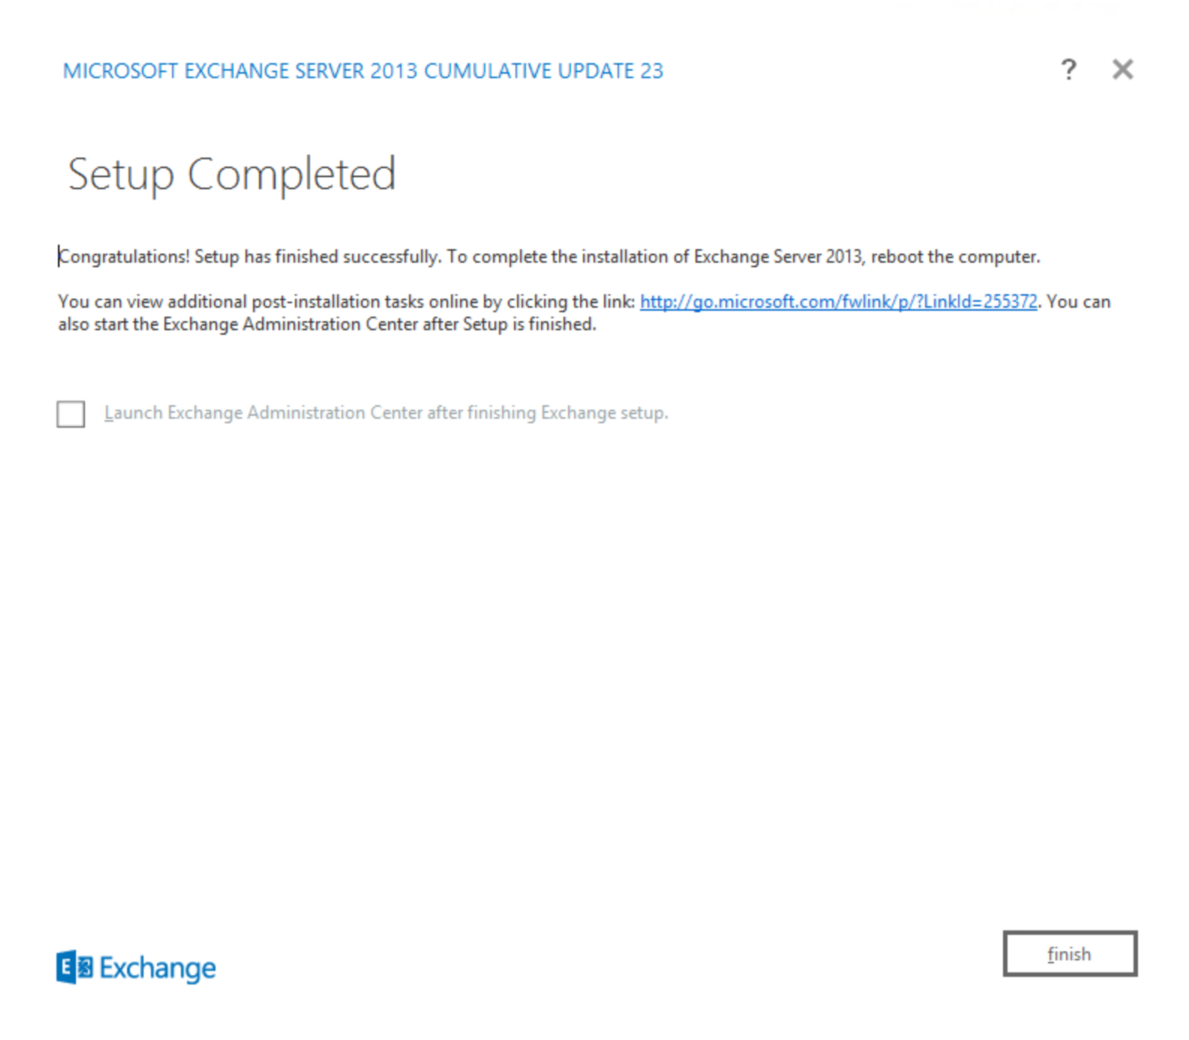 MICROSOFT EXCHANGE SERVER 2013 CUMULATIVE UPDATE 23
?
Setup Completed
Congratulations! Setup has finished successfully. To complete the installation of Exchange Server 2013, reboot the computer.
You can view additional post-installation tasks online by clicking the link: http://go.microsoft.com/fwlink/p/?LinkId=255372. You can
also start the Exchange Administration Center after Setup is finished.
Launch Exchange Administration Center after finishing Exchange setup.
Exchange
finish